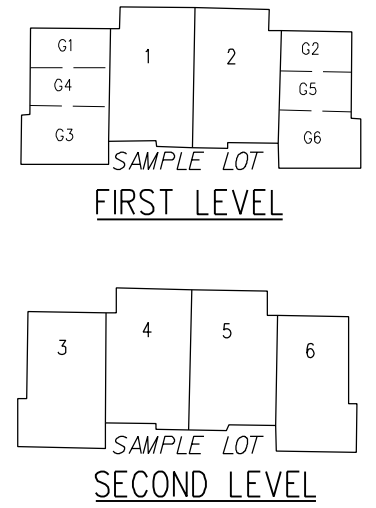 G1 1 2 G2
G4 G5
G3 G6
SAMPLE LOT
FIRST LEVEL
3 4 5 6
SAMPLE LOT
SECOND LEVEL